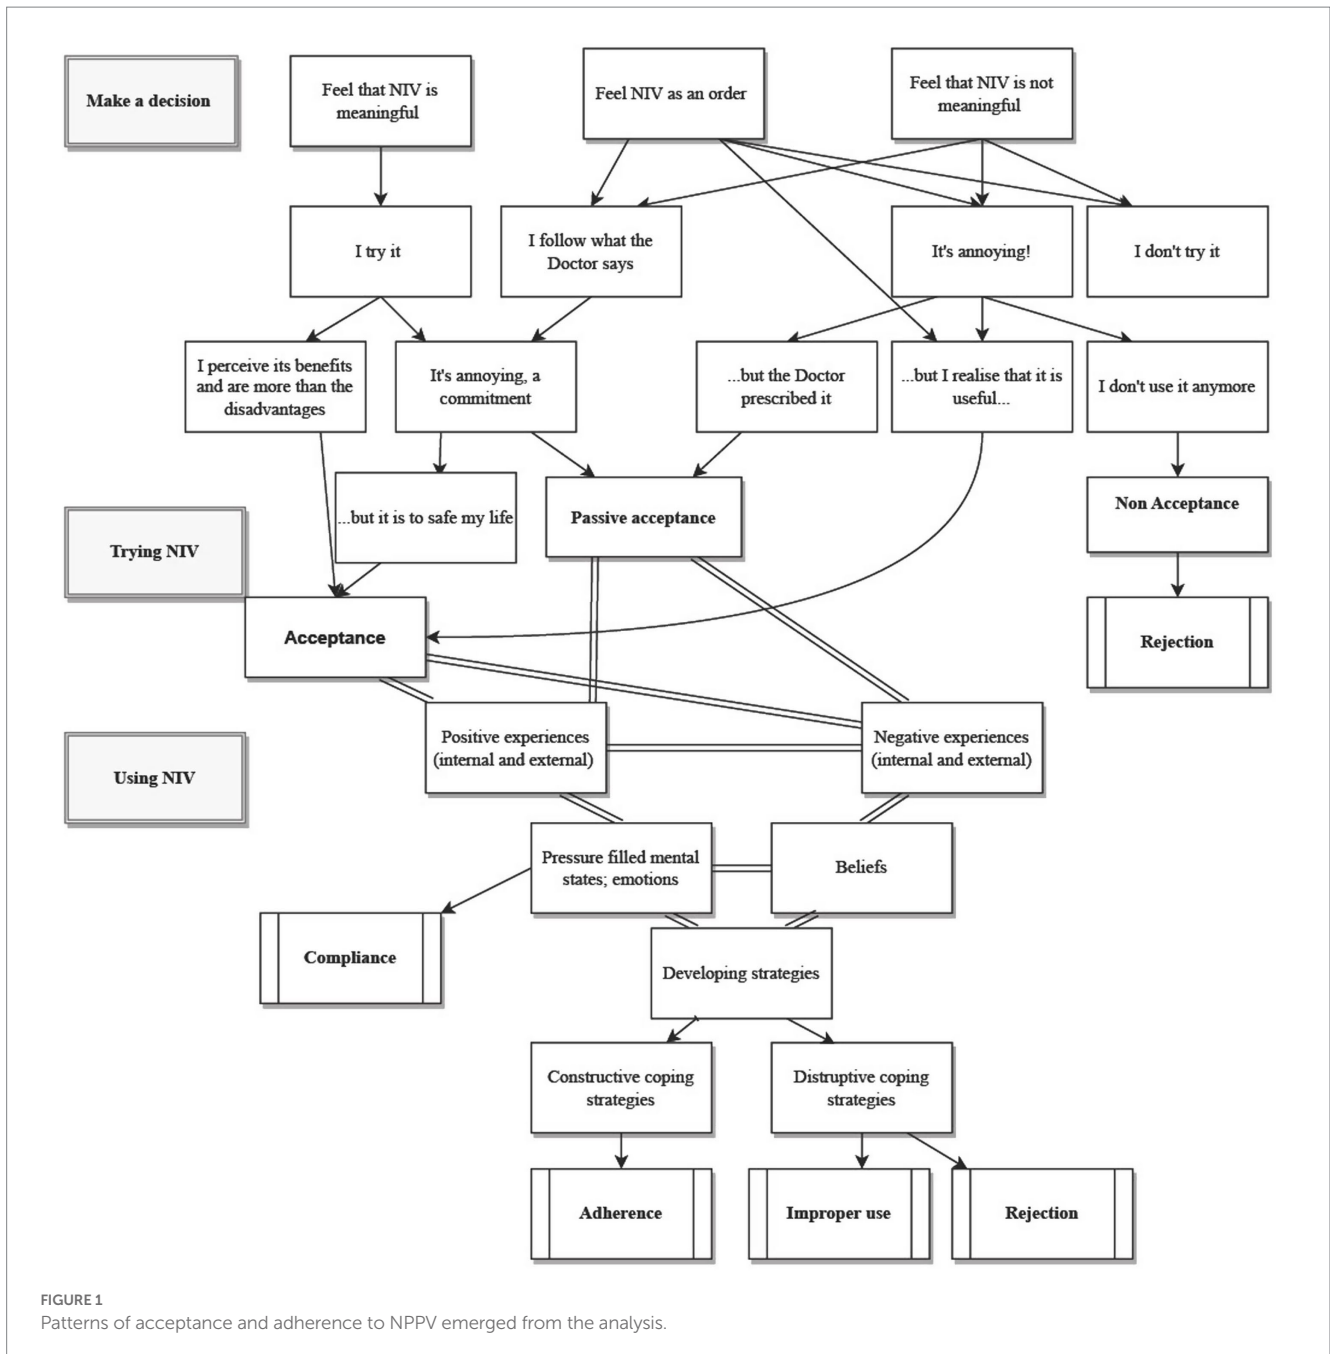 Make a decision
Feel that NIV is
meaningful
Feel NIV as an order
Feel that NIV is not
meaningful
I try it
I follow what the
Doctor says
It's annoying!
I don't try it
I perceive its benefits
and are more than the
disadvantages
It's annoying, a
commitment
...but the Doctor
prescribed it
...but I realise that it is
useful...
I don't use it anymore
Trying NIV
...but it is to safe my life
Passive acceptance
Non Acceptance
Acceptance
Rejection
Using NIV
Positive experiences
(internal and external)
Negative experiences
(internal and external)
Pressure filled mental
states; emotions
Beliefs
Compliance
Developing strategies
Constructive coping
strategies
Distruptive coping
strategies
Adherence
Improper use
Rejection
FIGURE 1
Patterns of acceptance and adherence to NPPV emerged from the analysis.